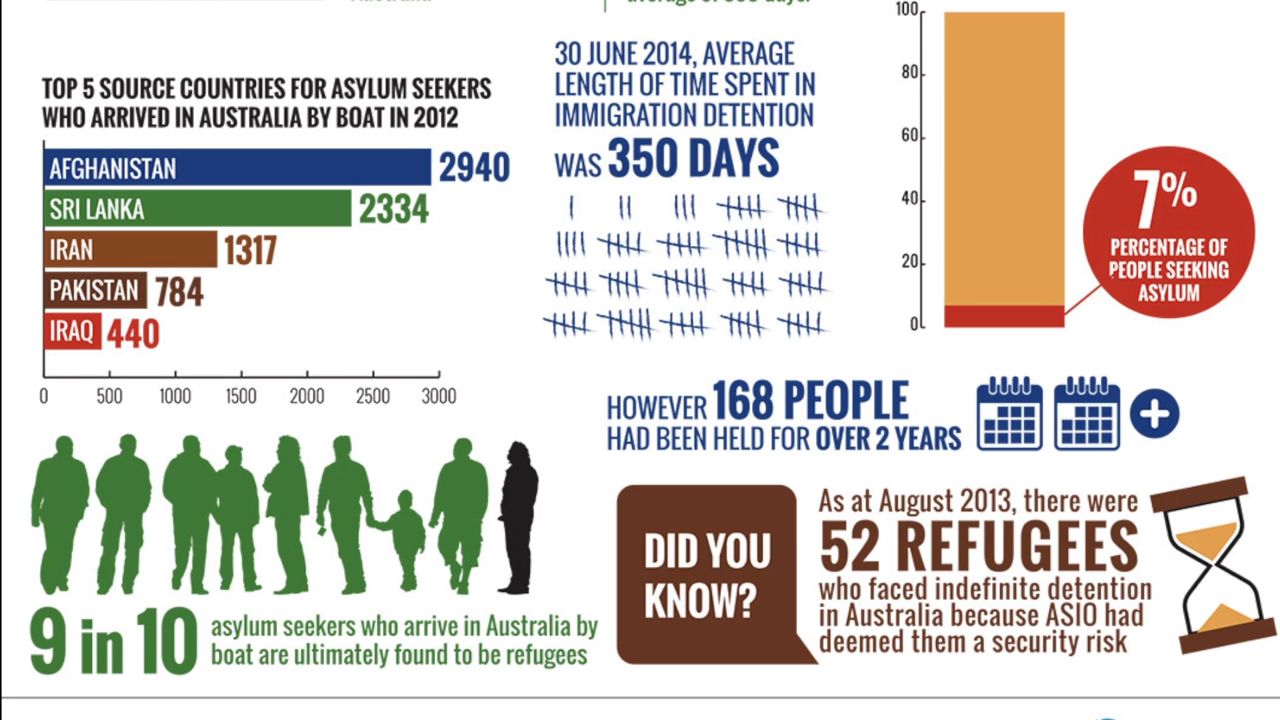 TOP 5 SOURCE COUNTRIES FOR ASYLUM SEEKERS
WHO ARRIVED IN AUSTRALIA BY BOAT IN 2012
AFGHANISTAN 2940
SRI LANKA 2334
IRAN 1317
PAKISTAN 784
IRAQ 440
0 500 1000 1500 2000 2500 3000
9 in 10
asylum seekers who arrive in Australia by
boat are ultimately found to be refugees
30 JUNE 2014, AVERAGE
LENGTH OF TIME SPENT IN
IMMIGRATION DETENTION
WAS 350 DAYS
100
80
60
40
20
0
7%
PERCENTAGE OF
PEOPLE SEEKING
ASYLUM
HOWEVER 168 PEOPLE
HAD BEEN HELD FOR OVER 2 YEARS
DID YOU
KNOW?
As at August 2013, there were
52 REFUGEES
who faced indefinite detention
in Australia because ASIO had
deemed them a security risk